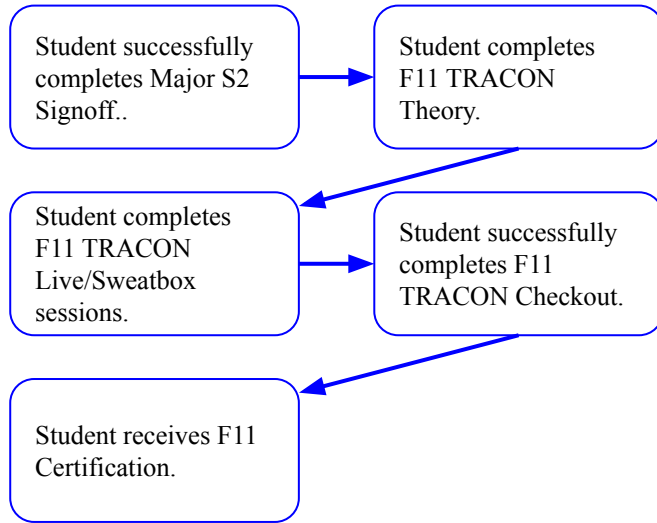 Student successfully
completes Major S2
Signoff..
Student completes
F11 TRACON
Theory.
Student completes
F11 TRACON
Live/Sweatbox
sessions.
Student successfully
completes F11
TRACON Checkout.
Student receives F11
Certification.